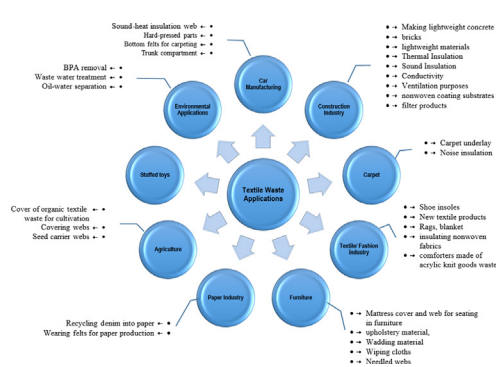 Sound-heat insulation web
Hard-pressed parts
Bottom felts for carpeting
Trunk compartment
Car
Manufacturing
Making lightweight concrete
bricks
lightweight materials
Thermal Insulation
Sound Insulation
Conductivity
Ventilation purposes
nonwoven coating substrates
filter products
Construction
Industry
BPA removal
Waste water treatment
Oil-water separation
Environmental
Applications
Carpet underlay
Noise insulation
Carpet
Stuffed toys
Textile Waste
Applications
Cover of organic textile
waste for cultivation
Covering webs
Seed carrier webs
Agriculture
Shoe insoles
New textile products
Rags, blanket
insulating nonwoven
fabrics
comforters made of
acrylic knit goods waste
Textile/ Fashion
Industry
Paper Industry
Recycling denim into paper
Wearing felts for paper production
Furniture
Mattress cover and web for seating
in furniture
upholstery material,
Wadding material
Wiping cloths
Needled webs